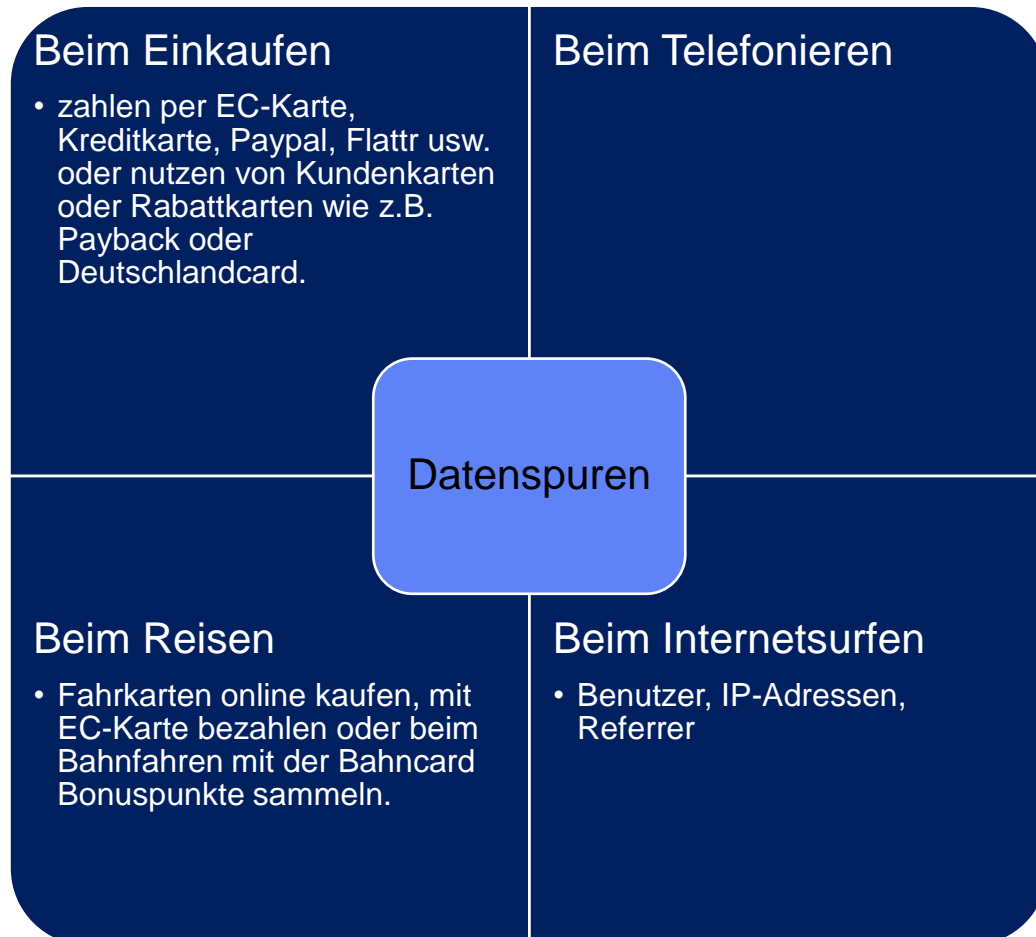 Beim Einkaufen
• zahlen per EC-Karte,
Kreditkarte, Paypal, Flattr usw.
oder nutzen von Kundenkarten
oder Rabattkarten wie z.B.
Payback oder
Deutschlandcard.
Beim Telefonieren
Datenspuren
Beim Reisen
• Fahrkarten online kaufen, mit
EC-Karte bezahlen oder beim
Bahnfahren mit der Bahncard
Bonuspunkte sammeln.
Beim Internetsurfen
• Benutzer, IP-Adressen,
Referrer